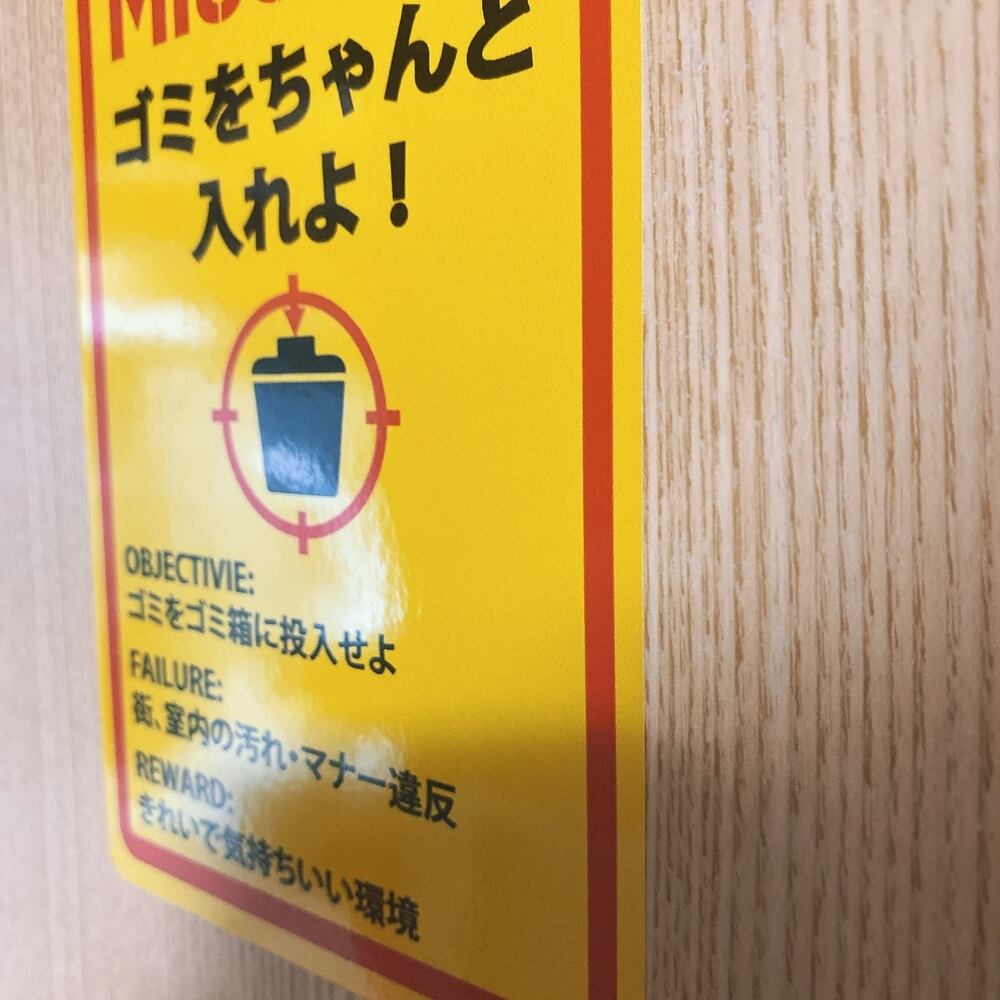 ゴミをちゃんと
入れよ！
OBJECTIVIE:
ゴミをゴミ箱に投入せよ
FAILURE:
街、室内の汚れ・マナー違反
REWARD:
きれいで気持ちいい環境